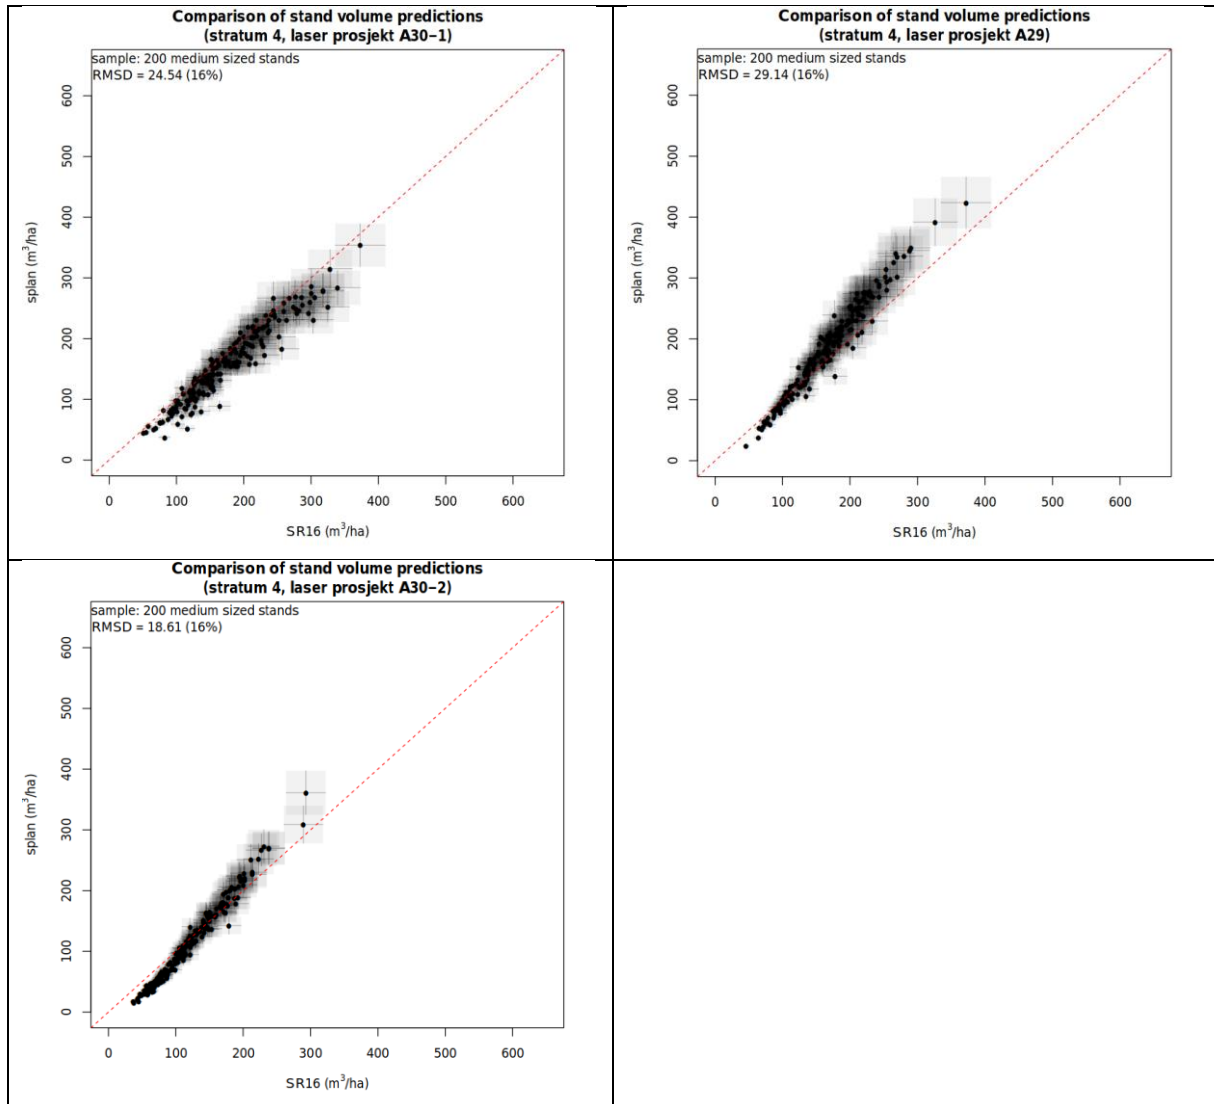 Comparison of stand volume predictions
(stratum 4, laser prosjekt A30−1)
sample: 200 medium sized stands
RMSD = 24.54 (16%)
600
500
400
300
200
100
0
splan (m³/ha)
0 100 200 300 400 500 600
SR16 (m³/ha)
Comparison of stand volume predictions
(stratum 4, laser prosjekt A29)
sample: 200 medium sized stands
RMSD = 29.14 (16%)
600
500
400
300
200
100
0
splan (m³/ha)
0 100 200 300 400 500 600
SR16 (m³/ha)
Comparison of stand volume predictions
(stratum 4, laser prosjekt A30−2)
sample: 200 medium sized stands
RMSD = 18.61 (16%)
600
500
400
300
200
100
0
splan (m³/ha)
0 100 200 300 400 500 600
SR16 (m³/ha)